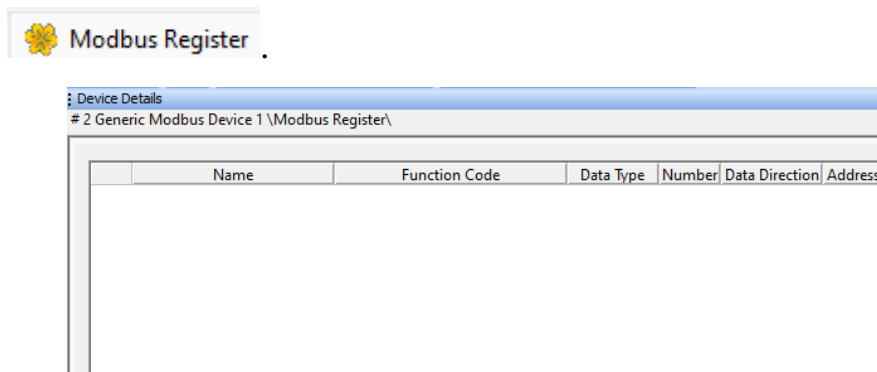 Modbus Register .
Device Details
# 2 Generic Modbus Device 1 \Modbus Register\
Name Function Code Data Type Number Data Direction Address